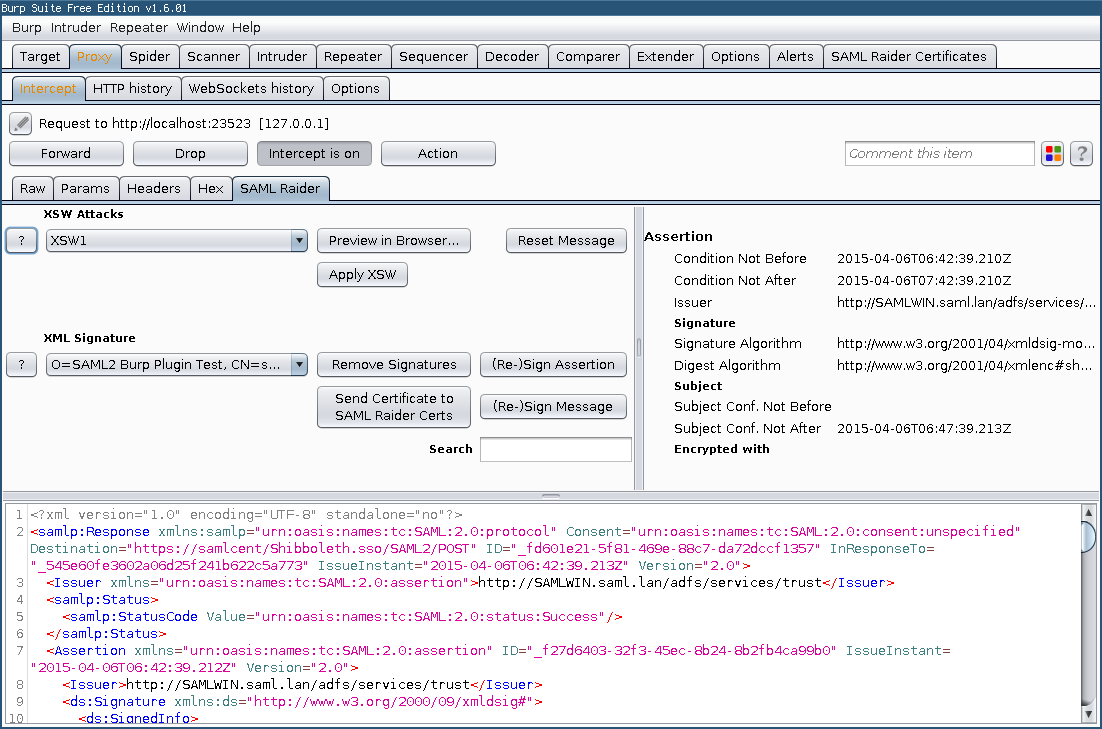 Burp Suite Free Edition v1.6.01
Burp Intruder Repeater Window Help
Target Proxy Spider Scanner Intruder Repeater Sequencer Decoder Comparer Extender Options Alerts SAML Raider Certificates
Intercept HTTP history WebSockets history Options
Request to http://localhost:23523 [127.0.0.1]
Forward Drop Intercept is on Action Comment this item ?
Raw Params Headers Hex SAML Raider
XSW Attacks
? XSW1 Preview in Browser... Reset Message
Apply XSW
XML Signature
? O=SAML2 Burp Plugin Test, CN=s... Remove Signatures (Re-)Sign Assertion
Send Certificate to
SAML Raider Certs
(Re-)Sign Message
Search
Assertion
Condition Not Before 2015-04-06T06:42:39.210Z
Condition Not After 2015-04-06T07:42:39.210Z
Issuer http://SAMLWIN.saml.lan/adfs/services/...
Signature
Signature Algorithm http://www.w3.org/2001/04/xmldsig-mo...
Digest Algorithm http://www.w3.org/2001/04/xmlenc#sh...
Subject
Subject Conf. Not Before
Subject Conf. Not After 2015-04-06T06:47:39.213Z
Encrypted with
1 <?xml version="1.0" encoding="UTF-8" standalone="no"?>
2 <samlp:Response xmlns:samlp="urn:oasis:names:tc:SAML:2.0:protocol" Consent="urn:oasis:names:tc:SAML:2.0:consent:unspecified"
Destination="https://samlcent/Shibboleth.sso/SAML2/POST" ID="_fd601e21-5f81-469e-88c7-da72dccf1357" InResponseTo=
"_545e60fe3602a06d25f241b622c5a773" IssueInstant="2015-04-06T06:42:39.213Z" Version="2.0">
3 <Issuer xmlns="urn:oasis:names:tc:SAML:2.0:assertion">http://SAMLWIN.saml.lan/adfs/services/trust</Issuer>
4 <samlp:Status>
5 <samlp:StatusCode Value="urn:oasis:names:tc:SAML:2.0:status:Success"/>
6 </samlp:Status>
7 <Assertion xmlns="urn:oasis:names:tc:SAML:2.0:assertion" ID="_f27d6403-32f3-45ec-8b24-8b2fb4ca99b0" IssueInstant=
"2015-04-06T06:42:39.212Z" Version="2.0">
8 <Issuer>http://SAMLWIN.saml.lan/adfs/services/trust</Issuer>
9 <ds:Signature xmlns:ds="http://www.w3.org/2000/09/xmldsig#">
10 <ds:SignedInfo>